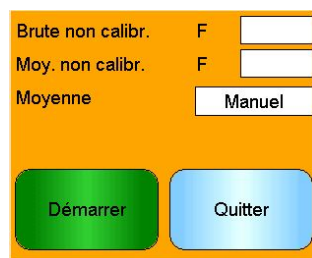 Brute non calibr. F
Moy. non calibr. F
Moyenne Manuel
Démarrer Quitter